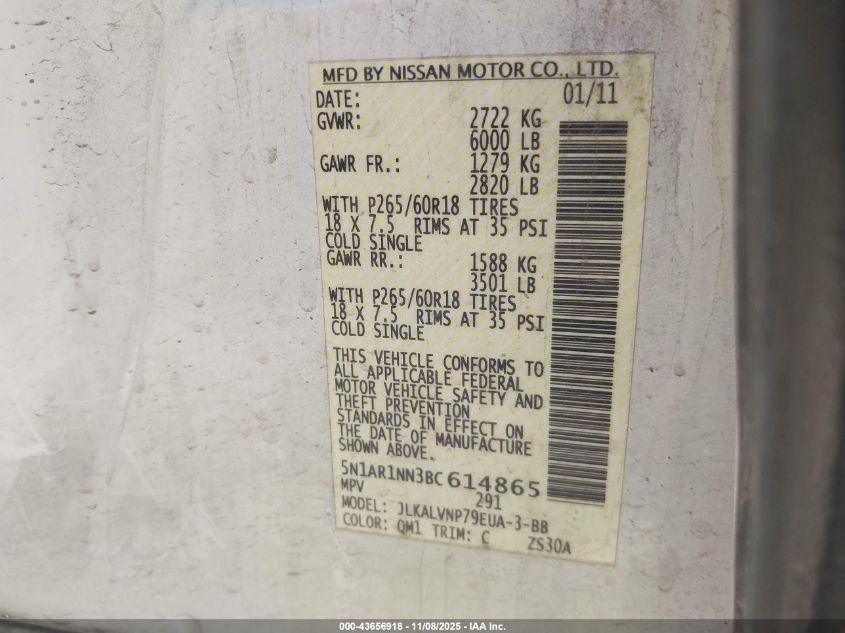 MFD BY NISSAN MOTOR CO., LTD.
DATE: 01/11
GVWR: 2722 KG
6000 LB
GAWR FR.: 1279 KG
2820 LB
WITH P265/60R18 TIRES
18 X 7.5 RIMS AT 35 PSI
COLD SINGLE
GAWR RR.: 1588 KG
3501 LB
WITH P265/60R18 TIRES
18 X 7.5 RIMS AT 35 PSI
COLD SINGLE
THIS VEHICLE CONFORMS TO
ALL APPLICABLE FEDERAL
MOTOR VEHICLE SAFETY AND
THEFT PREVENTION
STANDARDS IN EFFECT ON
THE DATE OF MANUFACTURE
SHOWN ABOVE.
5N1AR1NN3BC614865
MPV 291
MODEL: JLKALVNP79EUA-3-BB
COLOR: QM1 TRIM: C ZS30A
000-43656918 - 11/08/2025 - IAA Inc.